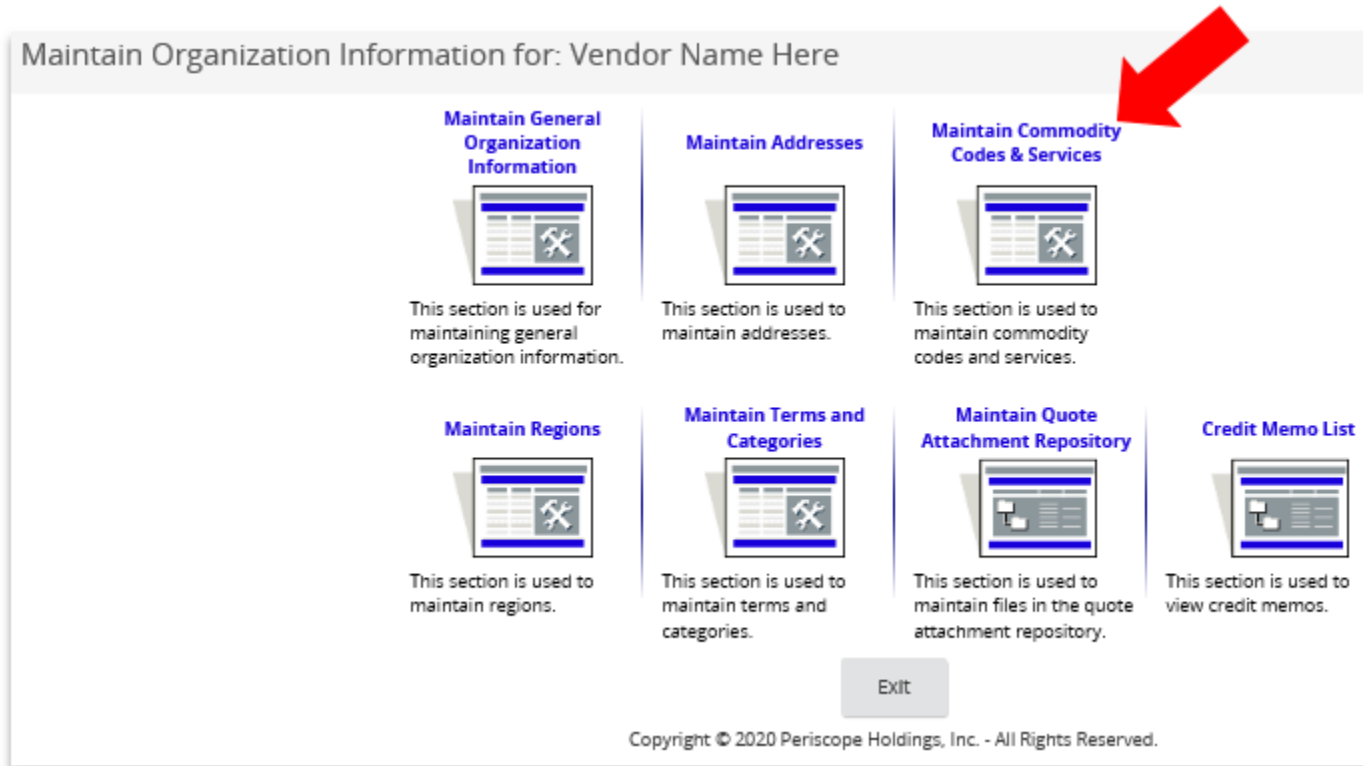 Maintain Organization Information for: Vendor Name Here
Maintain General
Organization
Information
This section is used for
maintaining general
organization information.
Maintain Addresses
This section is used to
maintain addresses.
Maintain Commodity
Codes & Services
This section is used to
maintain commodity
codes and services.
Maintain Regions
This section is used to
maintain regions.
Maintain Terms and
Categories
This section is used to
maintain terms and
categories.
Maintain Quote
Attachment Repository
This section is used to
maintain files in the quote
attachment repository.
Credit Memo List
This section is used to
view credit memos.
Exit
Copyright © 2020 Periscope Holdings, Inc. - All Rights Reserved.